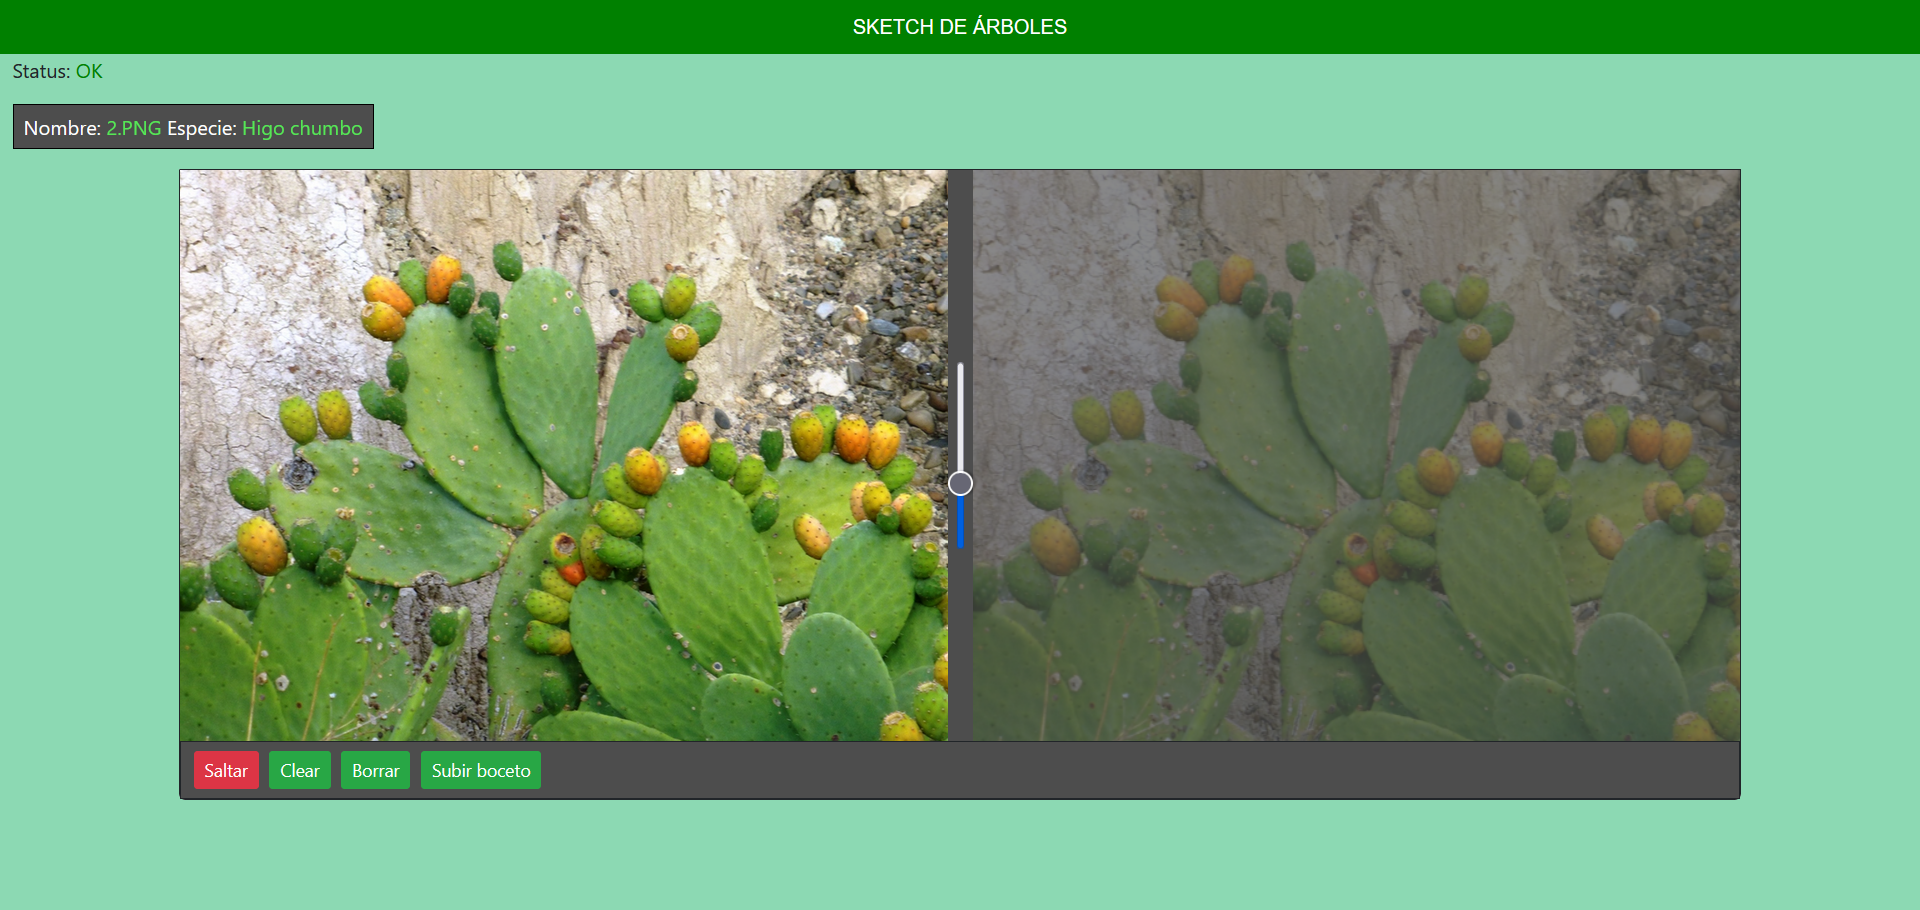 SKETCH DE ÁRBOLES
Status: OK
Nombre: 2.PNG Especie: Higo chumbo
Saltar Clear Borrar Subir boceto